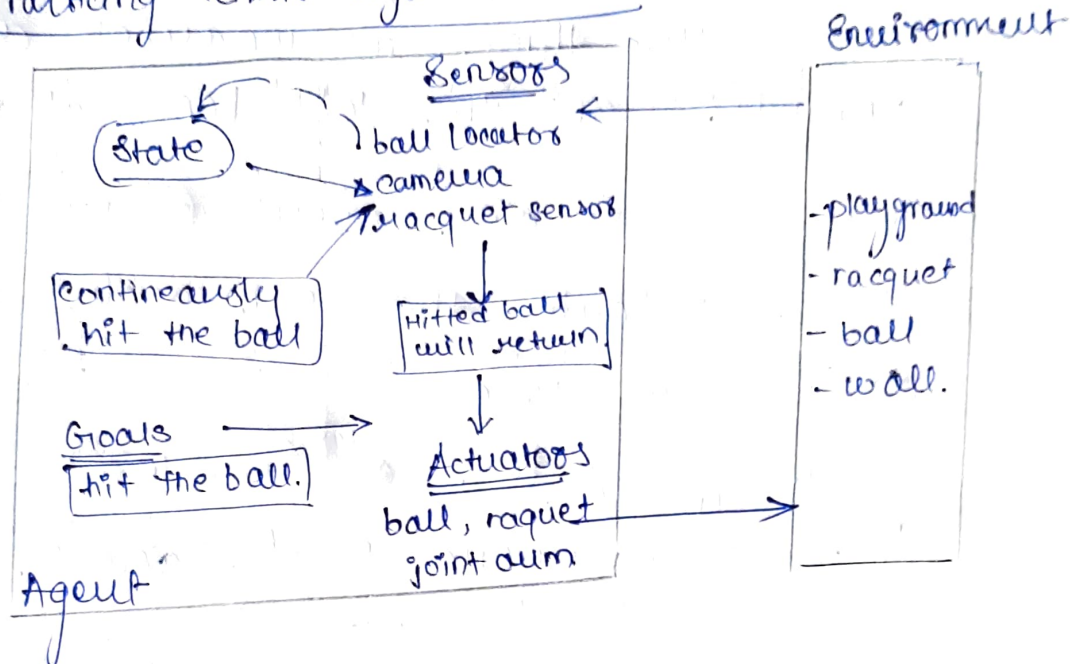 Environment
Sensors
State
ball locator
camera
racquet sensor
- playground
- racquet
- ball
- wall.
Contineously
hit the ball
Hitted ball
will return
Goals
hit the ball.
Actuators
ball, raquet
joint arm
Agent